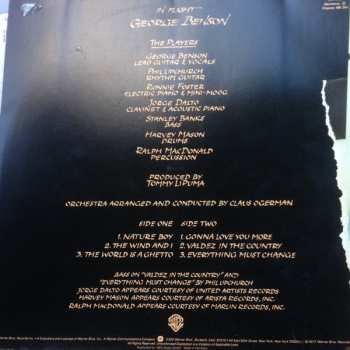 IN FLIGHT
GEORGE BENSON
THE PLAYERS
GEORGE BENSON
LEAD GUITAR & VOCALS
PHIL UPCHURCH
RHYTHM GUITAR
RONNIE FOSTER
ELECTRIC PIANO & MINI-MOOG
JORGE DALTO
CLAVINET & ACOUSTIC PIANO
STANLEY BANKS
BASS
HARVEY MASON
DRUMS
RALPH MACDONALD
PERCUSSION
PRODUCED BY
TOMMY LIPUMA
ORCHESTRA ARRANGED AND CONDUCTED BY CLAUS OGERMAN
SIDE ONE SIDE TWO
1. NATURE BOY 1. GONNA LOVE YOU MORE
2. THE WIND AND I 2. VALDEZ IN THE COUNTRY
3. THE WORLD IS A GHETTO 3. EVERYTHING MUST CHANGE
BASS ON "VALDEZ IN THE COUNTRY" AND
"EVERYTHING MUST CHANGE" BY PHIL UPCHURCH
JORGE DALTO APPEARS COURTESY OF UNITED ARTISTS RECORDS
HARVEY MASON APPEARS COURTESY OF ARISTA RECORDS, INC.
RALPH MACDONALD APPEARS COURTESY OF MARLIN RECORDS, INC.